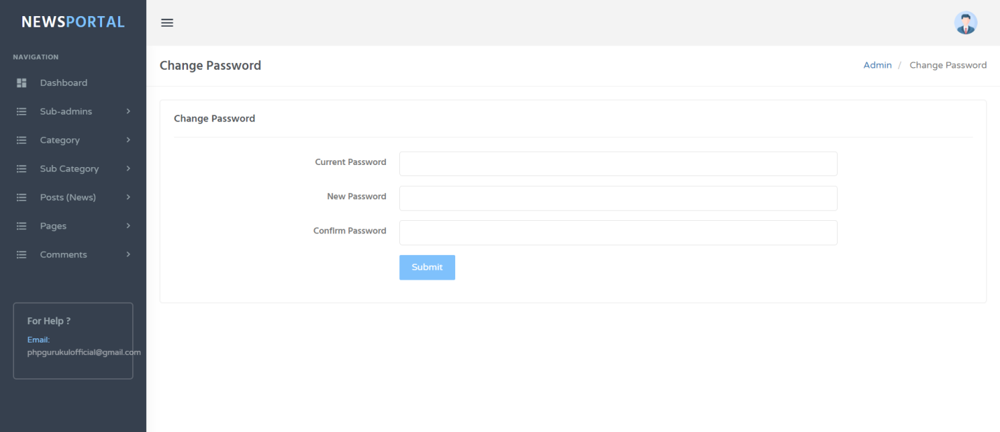 NEWSPORTAL
NAVIGATION
Dashboard
Sub-admins
Category
Sub Category
Posts (News)
Pages
Comments
For Help ?
Email:
phpgurukulofficial@gmail.com
Change Password
Admin / Change Password
Change Password
Current Password
New Password
Confirm Password
Submit